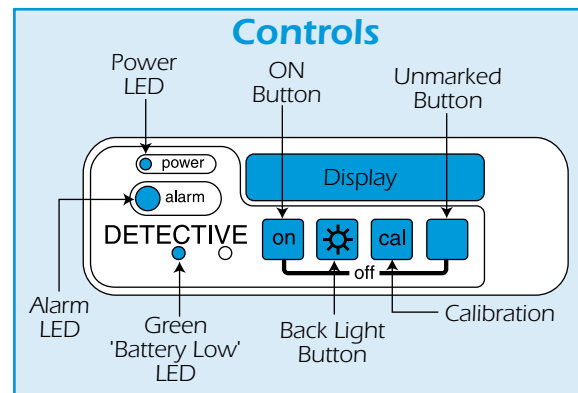 Controls
Power
LED
ON
Button
Unmarked
Button
power
alarm
Display
DETECTIVE
on
cal
off
Alarm
LED
Green
'Battery Low'
LED
Back Light
Button
Calibration